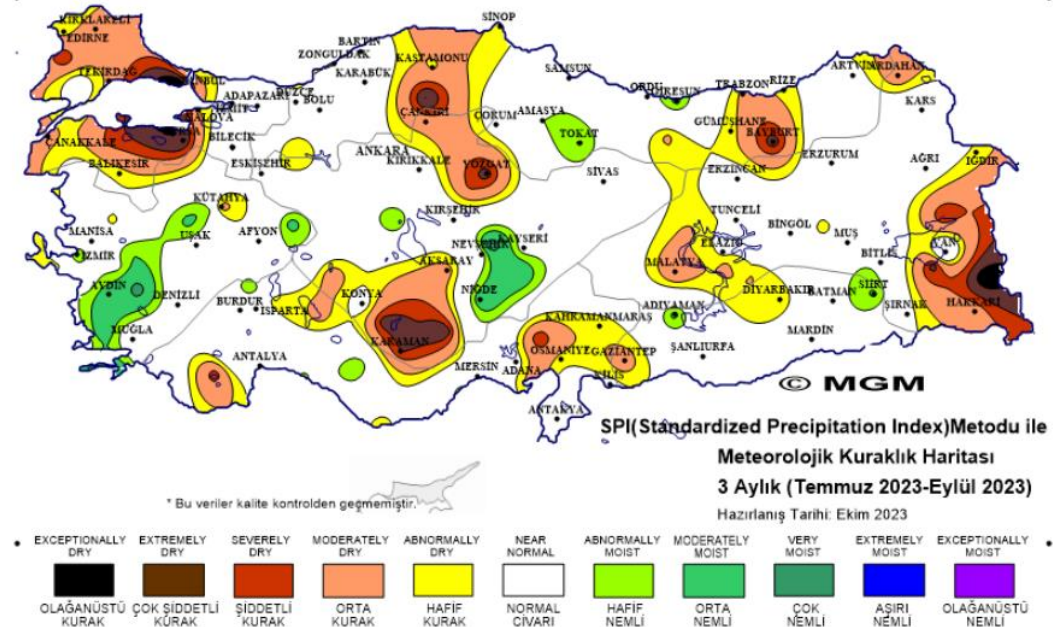 SİNOP
KIRKLARELİ
EDİRNE
BARTIN
ZONGULDAK
KASTAMONU
TEKİRDAĞ
KARABÜK
SAMSUN
ARTVİN
ARDAHAN
DÜZCE
ADAPAZARI
BOLU
ORDU
TRABZON
RİZE
ÇANKIRI
ÇORUM
AMASYA
KARS
YALOVA
GÜMÜŞHANE
BAYBURT
TOKAT
ÇANAKKALE
BİLECİK
ANKARA
BALIKESİR
ESKİŞEHİR
KIRIKKALE
YOZGAT
SİVAS
ERZİNCAN
ERZURUM
AĞRI
IĞDIR
KÜTAHYA
KIRŞEHİR
TUNCELİ
BİNGÖL
MUŞ
MANİSA
UŞAK
AFYON
NEVŞEHİR
KAYSERİ
ELAZIĞ
VAN
İZMİR
AKSARAY
MALATYA
BİTLİS
AYDIN
DENİZLİ
BURDUR
ISPARTA
KONYA
NİĞDE
ADIYAMAN
DİYARBAKIR
BATMAN
SİİRT
ŞIRNAK
HAKKARİ
MUĞLA
KAHRAMANMARAŞ
MARDİN
ANTALYA
KARAMAN
MERSİN
ADANA
OSMANİYE
GAZİANTEP
ŞANLIURFA
KİLİS
ANTAKYA
© MGM
SPI(Standardized Precipitation Index)Metodu ile
Meteorolojik Kuraklık Haritası
3 Aylık (Temmuz 2023-Eylül 2023)
Hazırlanış Tarihi: Ekim 2023
* Bu veriler kalite kontrolden geçmemiştir.
EXCEPTIONALLY DRY
EXTREMELY DRY
SEVERELY DRY
MODERATELY DRY
ABNORMALLY DRY
NEAR NORMAL
ABNORMALLY MOIST
MODERATELY MOIST
VERY MOIST
EXTREMELY MOIST
EXCEPTIONALLY MOIST
OLAĞANÜSTÜ KURAK
ÇOK ŞİDDETLİ KURAK
ŞİDDETLİ KURAK
ORTA KURAK
HAFİF KURAK
NORMAL CİVARI
HAFİF NEMLİ
ORTA NEMLİ
ÇOK NEMLİ
AŞIRI NEMLİ
OLAĞANÜSTÜ NEMLİ